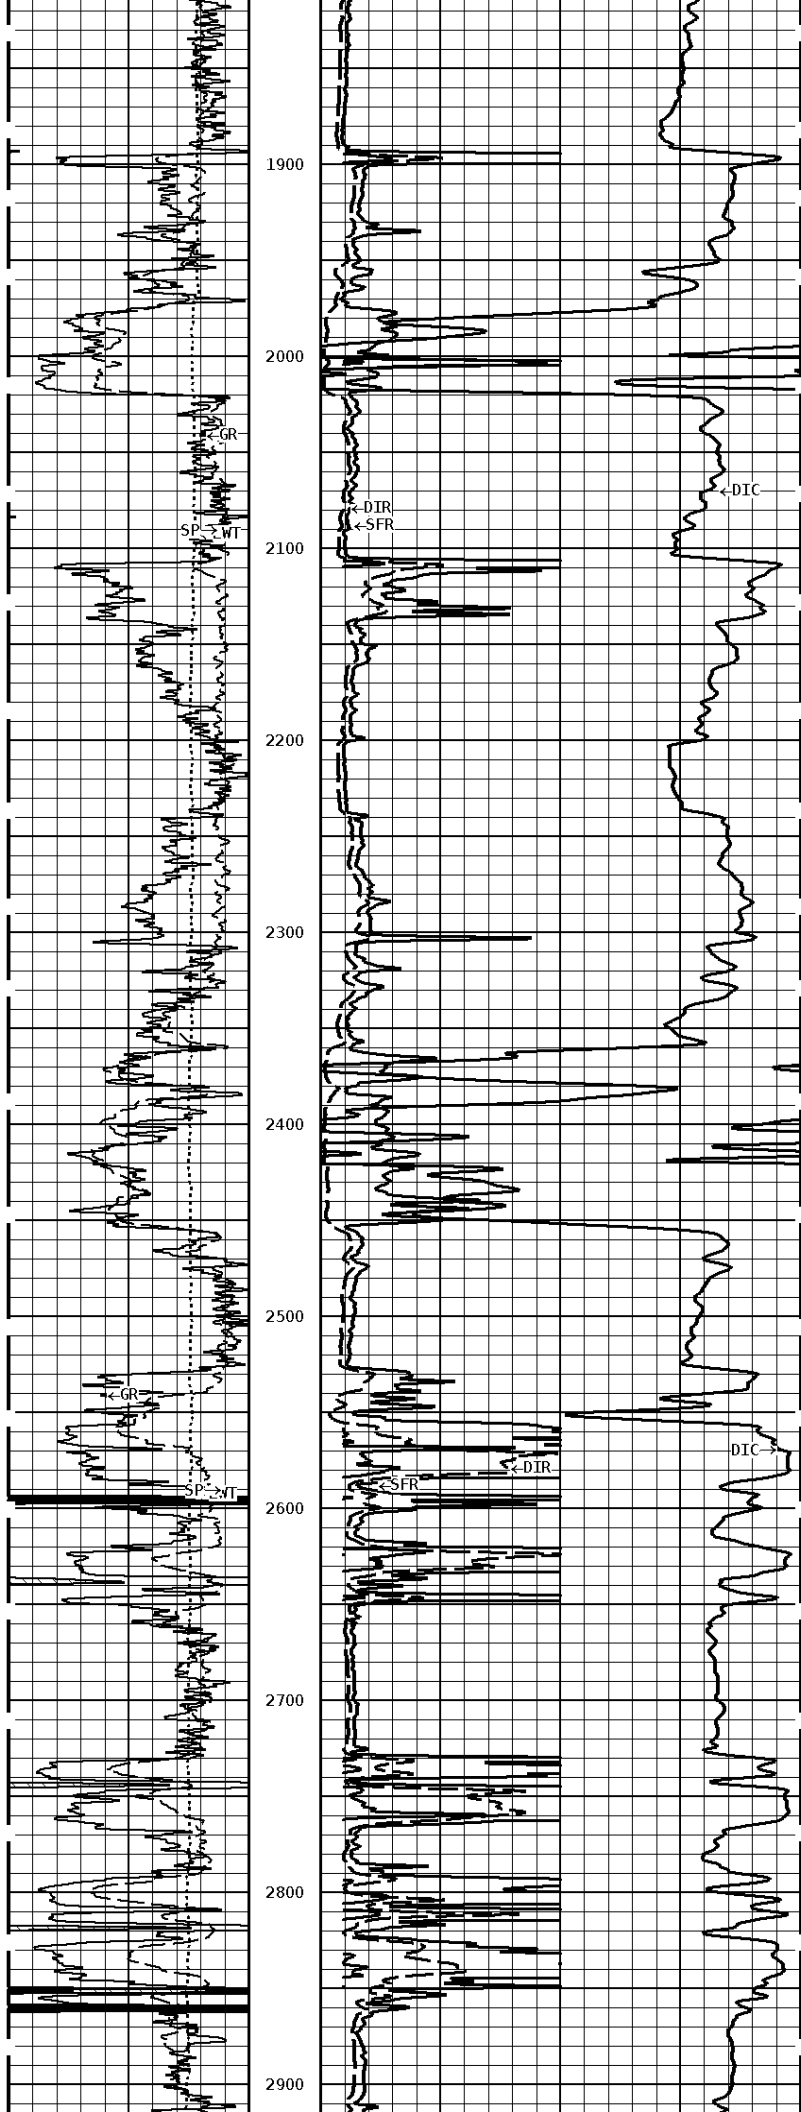 1900
2000
←GR
←DIC
←DIR
←SFR
SP→ ←WT
2100
2200
2300
2400
2500
←GR
DIC→
←DIR
←SFR
SP→ ←WT
2600
2700
2800
2900